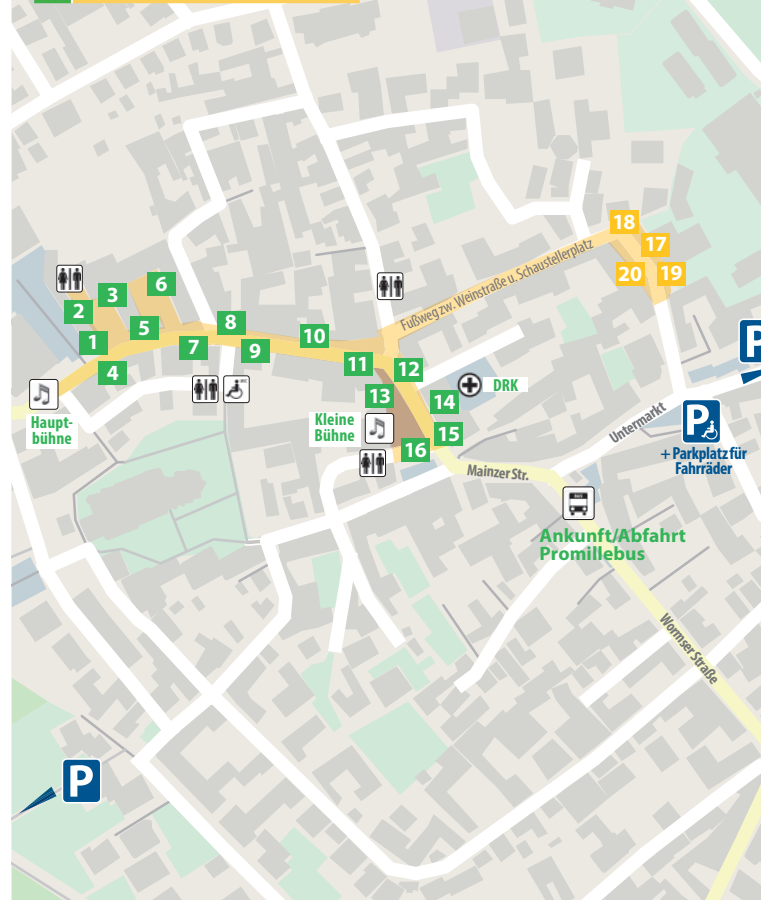 18
17
20
19
Fußweg zw. Weinstraße u. Schaustellerplatz
6
3
2
5
8
10
1
7
9
4
11
12
13
14
DRK
Haupt-
bühne
Kleine
Bühne
15
16
P
Untermarkt
P
+ Parkplatz für
Fahrräder
Mainzer Str.
Ankunft/Abfahrt
Promillebus
Wormser Straße
P